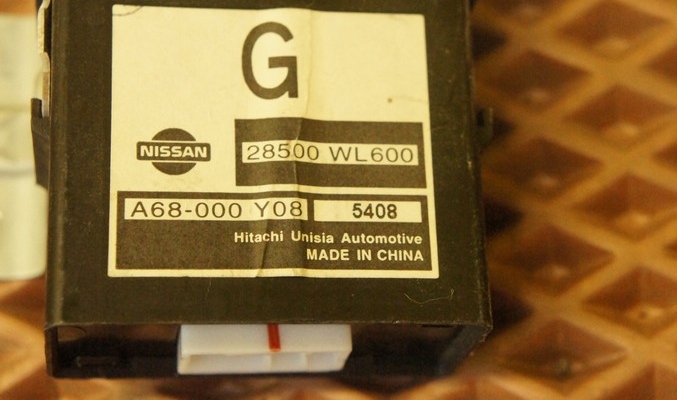 G
NISSAN
28500 WL600
A68-000 Y08 5408
Hitachi Unisia Automotive
MADE IN CHINA